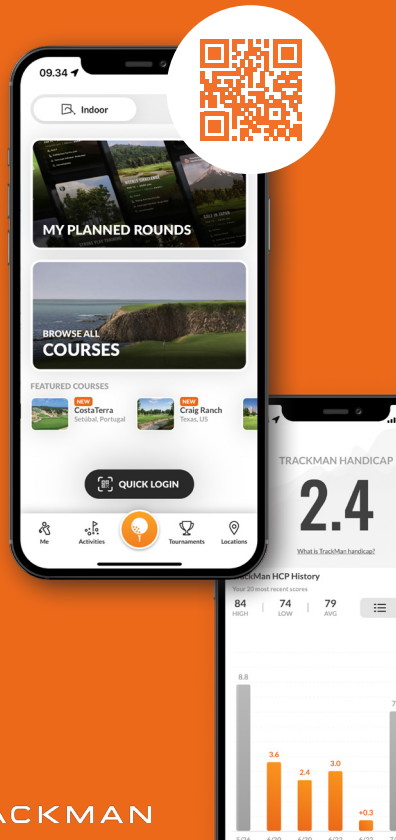 09.34
Indoor
MY PLANNED ROUNDS
BROWSE ALL
COURSES
FEATURED COURSES
NEW
CostaTerra
Setúbal, Portugal
NEW
Craig Ranch
Texas, US
QUICK LOGIN
Me
Activities
Tournaments
Locations
TRACKMAN HANDICAP
2.4
What is TrackMan handicap?
TrackMan HCP History
Your 20 most recent scores
84
HIGH
74
LOW
79
AVG
8.8
3.6
2.4
3.0
+0.3
ACKMAN